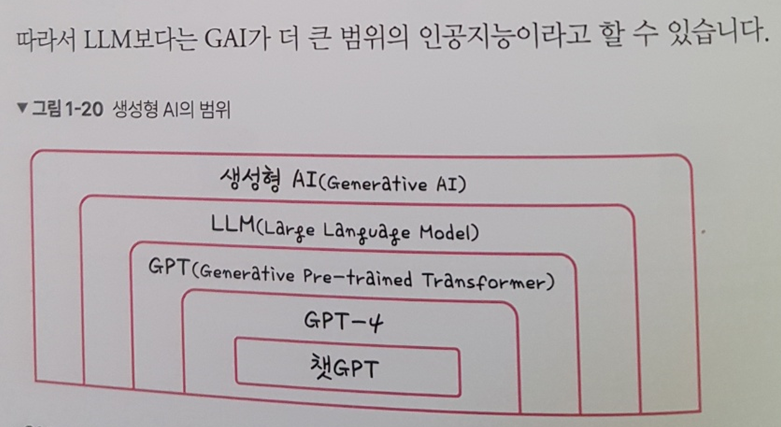 따라서 LLM보다는 GAI가 더 큰 범위의 인공지능이라고 할 수 있습니다.
▼그림 1-20 생성형 AI의 범위
생성형 AI(Generative AI)
LLM(Large Language Model)
GPT(Generative Pre-trained Transformer)
GPT-4
챗GPT